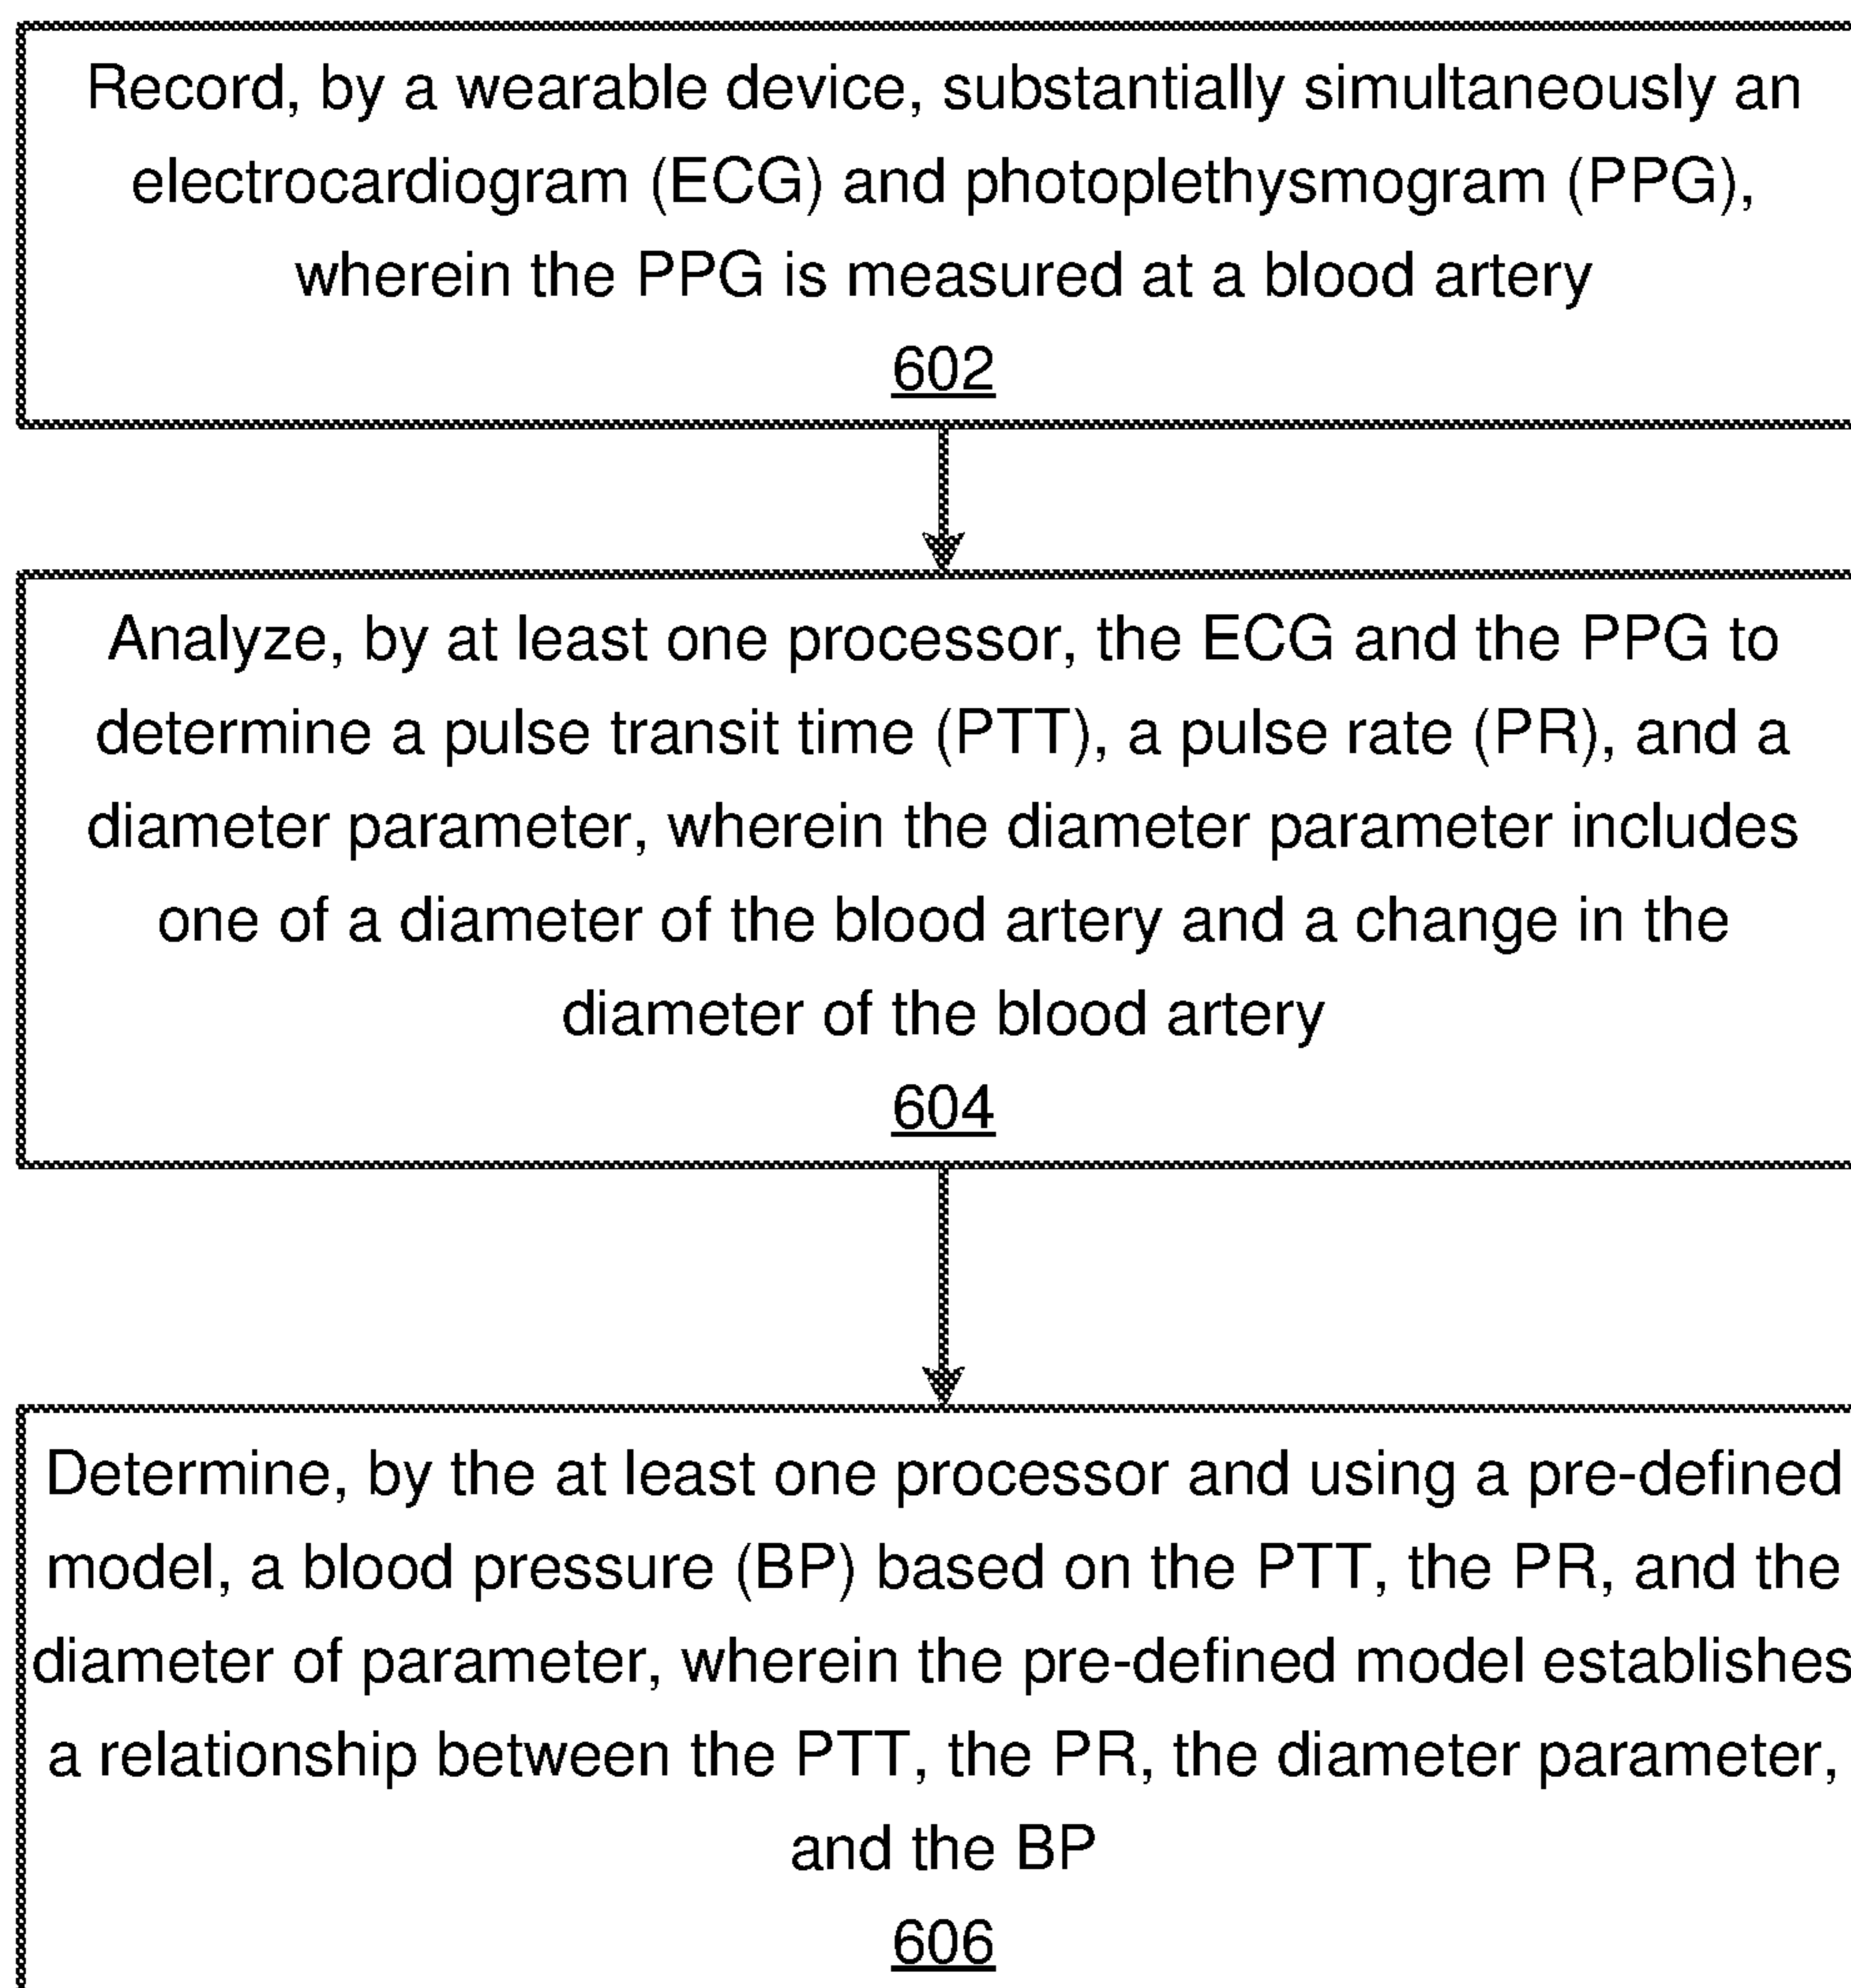 Record, by a wearable device, substantially simultaneously an
electrocardiogram (ECG) and photoplethysmogram (PPG),
wherein the PPG is measured at a blood artery
602
Analyze, by at least one processor, the ECG and the PPG to
determine a pulse transit time (PTT), a pulse rate (PR), and a
diameter parameter, wherein the diameter parameter includes
one of a diameter of the blood artery and a change in the
diameter of the blood artery
604
Determine, by the at least one processor and using a pre-defined
model, a blood pressure (BP) based on the PTT, the PR, and the
diameter of parameter, wherein the pre-defined model establishes
a relationship between the PTT, the PR, the diameter parameter,
and the BP
606